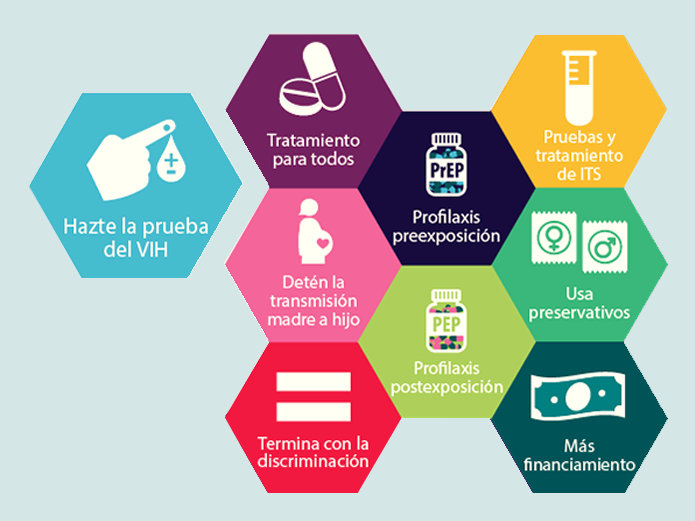 Hazte la prueba
del VIH
Tratamiento
para todos
PrEP
Profilaxis
preexposición
Pruebas y
tratamiento
de ITS
Detén la
transmisión
madre a hijo
Usa
preservativos
PEP
Profilaxis
postexposición
Termina con la
discriminación
Más
financiamiento